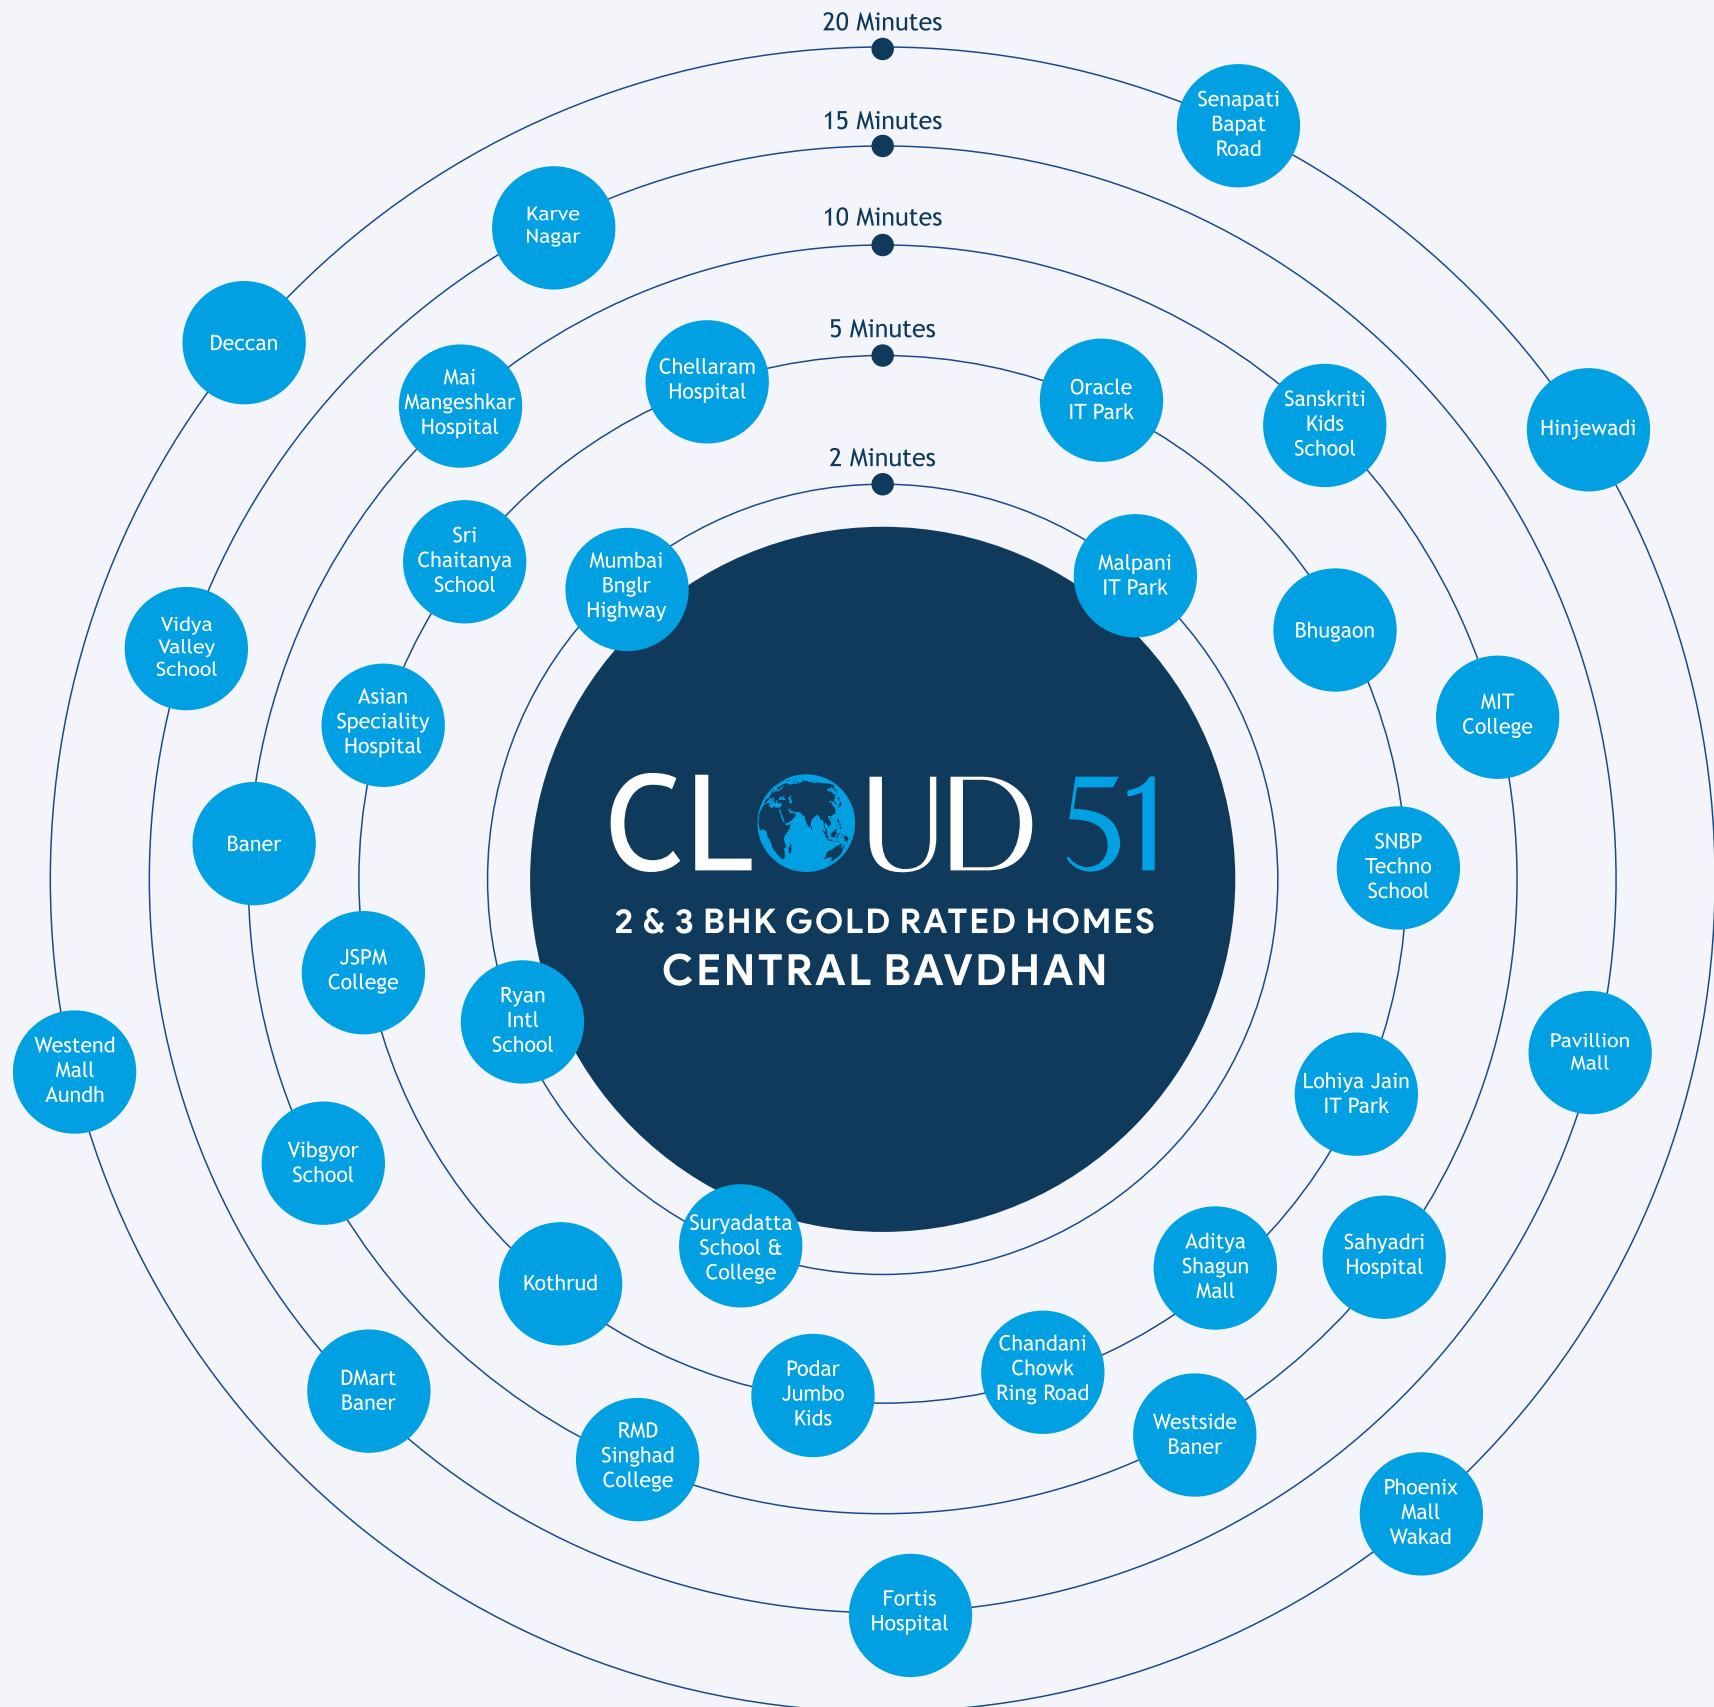 20 Minutes
Senapati
Bapat
Road
15 Minutes
Karve
Nagar
10 Minutes
Deccan
5 Minutes
Mai
Mangeshkar
Hospital
Chellaram
Hospital
Oracle
IT Park
Sanskriti
Kids
School
Hinjewadi
2 Minutes
Sri
Chaitanya
School
Mumbai
Bnglr
Highway
Malpani
IT Park
Bhugaon
Vidya
Valley
School
Asian
Speciality
Hospital
MIT
College
Baner
CLOUD 51
2 & 3 BHK GOLD RATED HOMES
CENTRAL BAVDHAN
SNBP
Techno
School
JSPM
College
Ryan
Intl
School
Westend
Mall
Aundh
Pavillion
Mall
Lohiya Jain
IT Park
Vibgyor
School
Suryadatta
School &
College
Kothrud
Aditya
Shagun
Mall
Sahyadri
Hospital
DMart
Baner
Podar
Jumbo
Kids
Chandani
Chowk
Ring Road
Westside
Baner
RMD
Singhad
College
Phoenix
Mall
Wakad
Fortis
Hospital